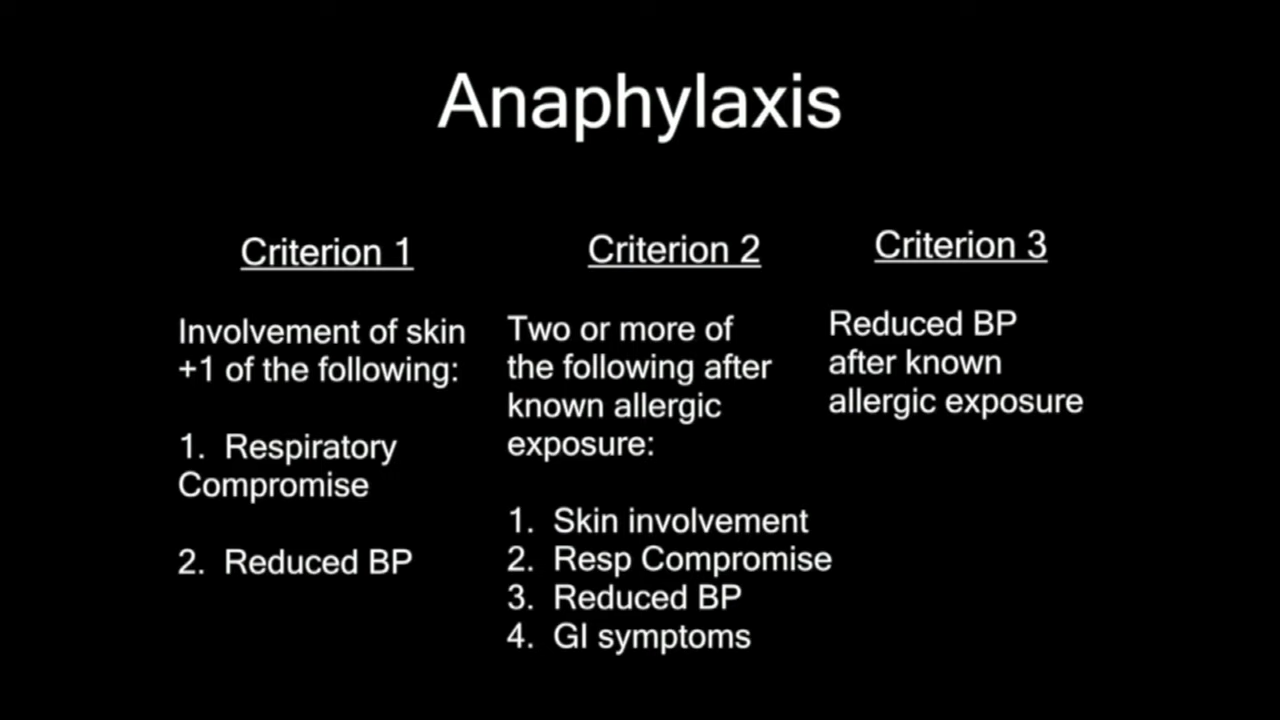 Anaphylaxis
Criterion 1
Involvement of skin
+1 of the following:
1. Respiratory
Compromise
2. Reduced BP
Criterion 2
Two or more of
the following after
known allergic
exposure:
1. Skin involvement
2. Resp Compromise
3. Reduced BP
4. GI symptoms
Criterion 3
Reduced BP
after known
allergic exposure